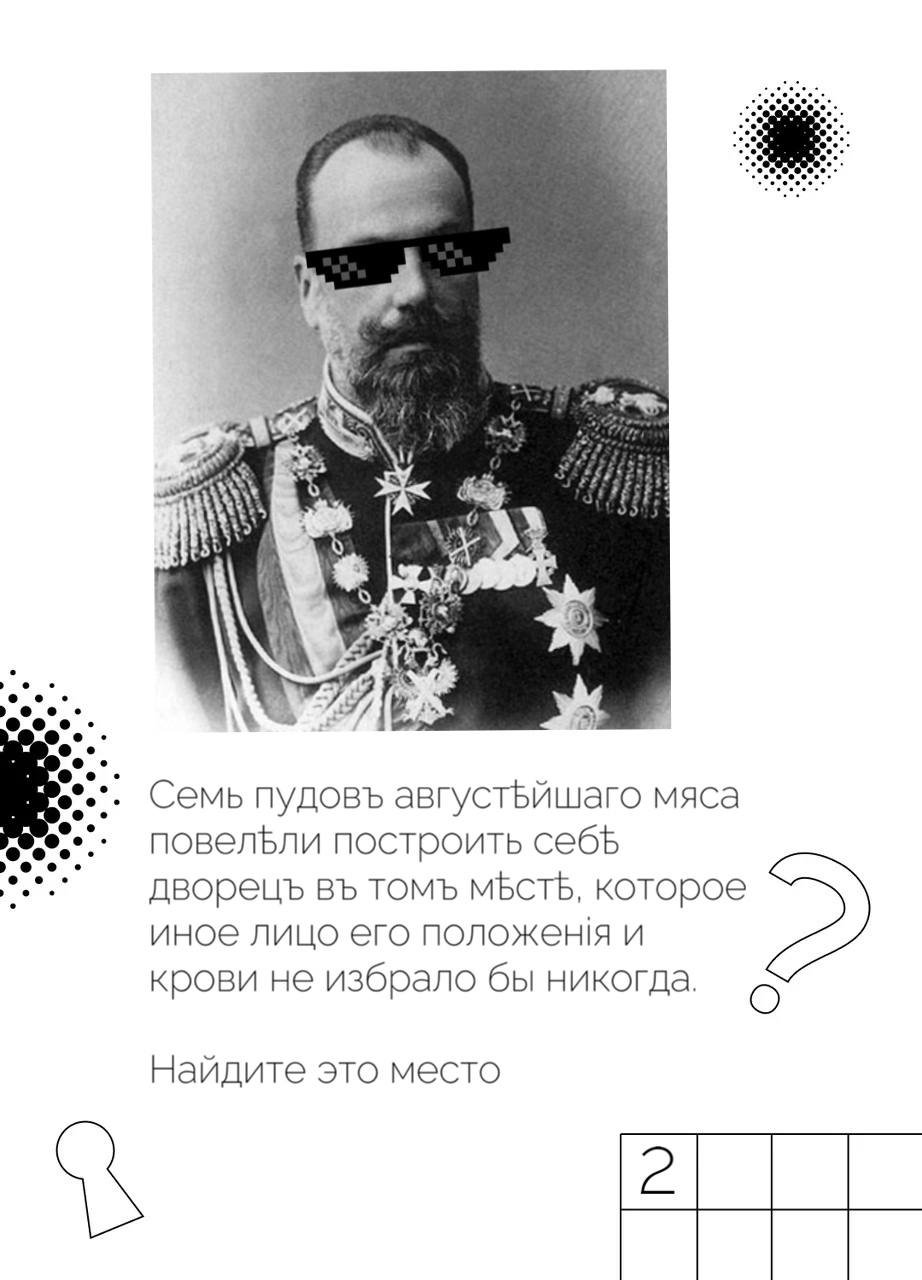 Семь пудовъ августѣйшаго мяса
повелѣли построить себѣ
дворецъ въ томъ мѣстѣ, которое
иное лицо его положенія и
крови не избрало бы никогда.
Найдите это место
?
2